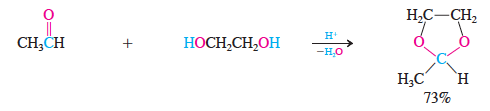 O
CH₃CH + HOCH₂CH₂OH H⁺ −H₂O
H₂C—CH₂
O O
C
H₃C H
73%